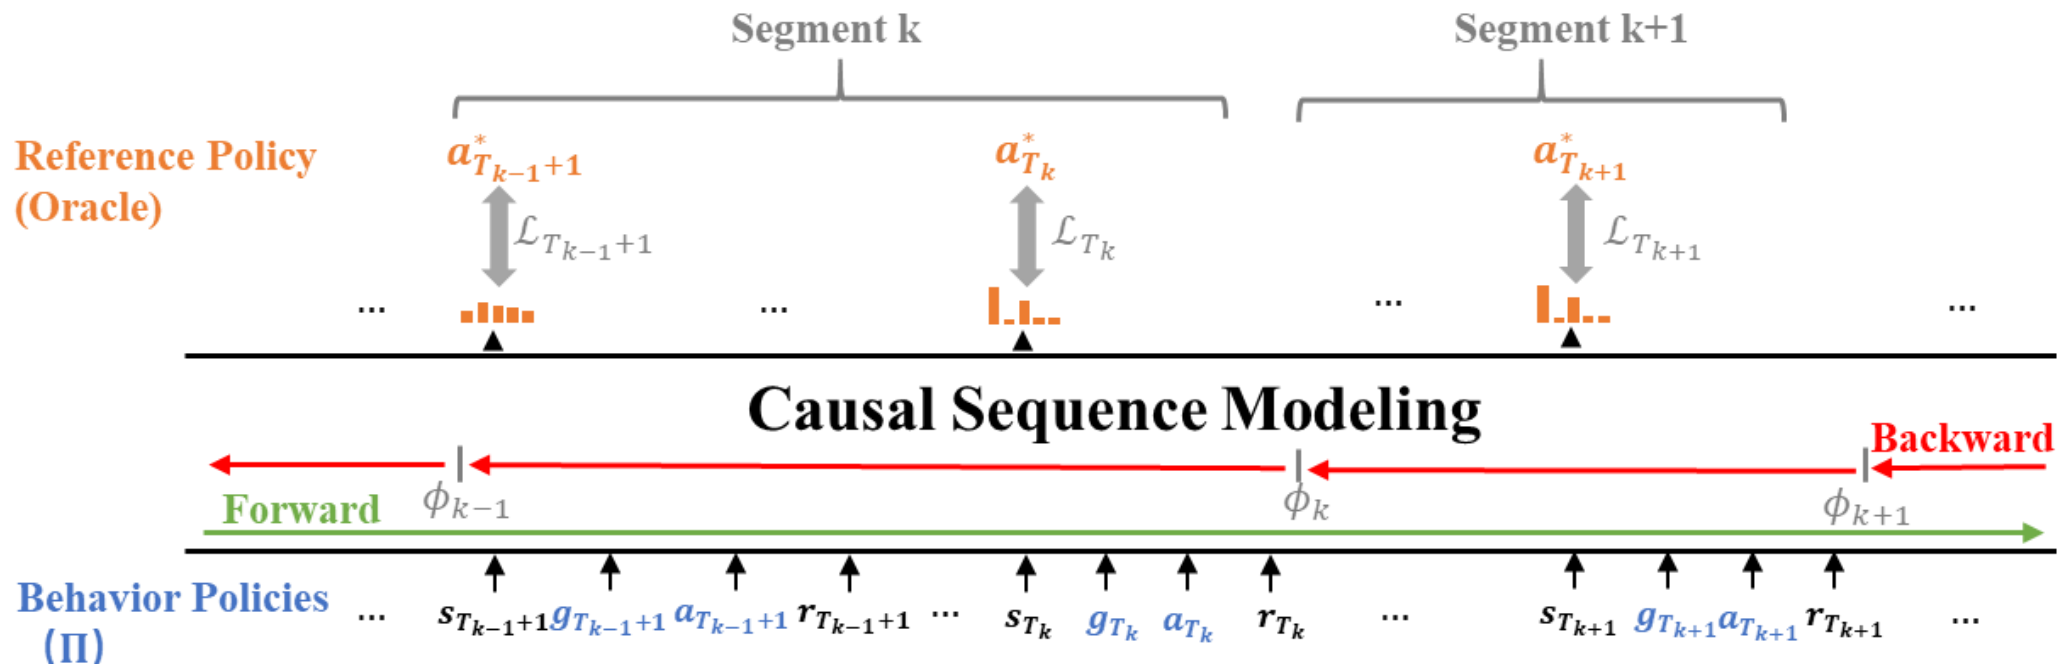 Segment k Segment k+1
Reference Policy
(Oracle)
a*_{T_{k-1}+1} a*_{T_k} a*_{T_{k+1}}
ℒ_{T_{k-1}+1} ℒ_{T_k} ℒ_{T_{k+1}}
... ... ... ...
Causal Sequence Modeling
Backward
ϕ_{k-1} ϕ_k ϕ_{k+1}
Forward
Behavior Policies
(Π)
... s_{T_{k-1}+1} g_{T_{k-1}+1} a_{T_{k-1}+1} r_{T_{k-1}+1} ... s_{T_k} g_{T_k} a_{T_k} r_{T_k} ... s_{T_{k+1}} g_{T_{k+1}} a_{T_{k+1}} r_{T_{k+1}} ...